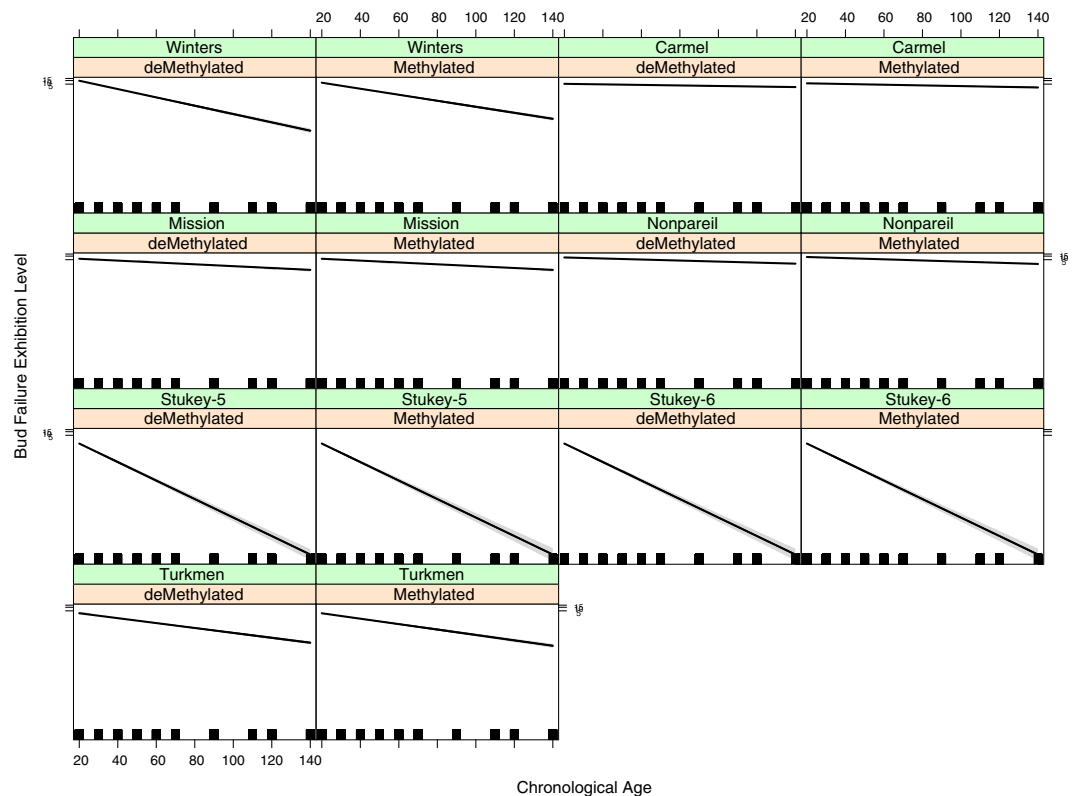 20 40 60 80 100 120 140 20 40 60 80 100 120 140
Winters Winters Carmel Carmel
deMethylated Methylated deMethylated Methylated
Mission Mission Nonpareil Nonpareil
deMethylated Methylated deMethylated Methylated
Bud Failure Exhibition Level
Stukey-5 Stukey-5 Stukey-6 Stukey-6
deMethylated Methylated deMethylated Methylated
Turkmen Turkmen
deMethylated Methylated
20 40 60 80 100 120 140
Chronological Age